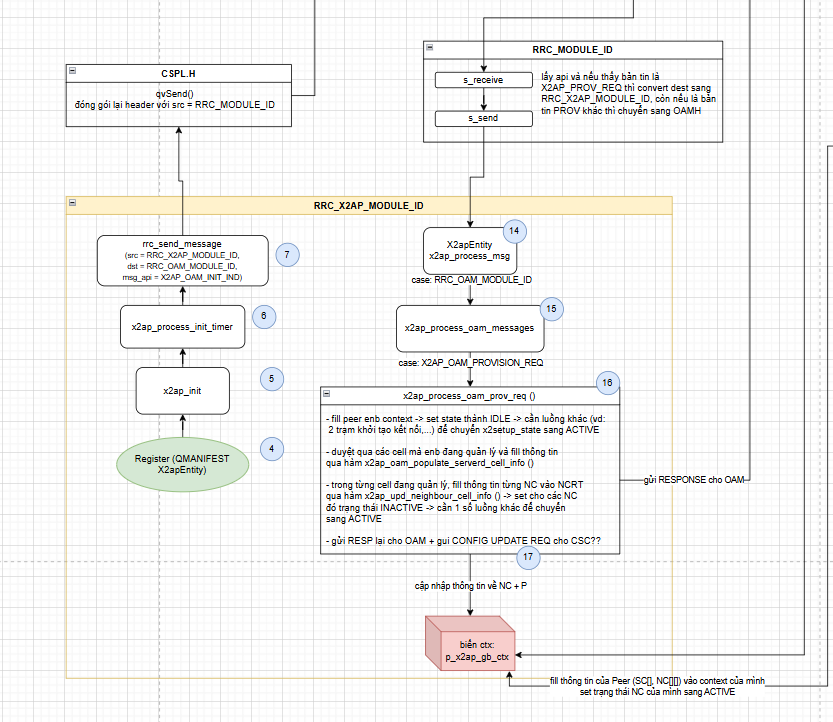 CSPL.H
qvSend()
đóng gói lại header với src = RRC_MODULE_ID
RRC_MODULE_ID
s_receive
s_send
lấy api và nếu thấy bản tin là
X2AP_PROV_REQ thì convert dest sang
RRC_X2AP_MODULE_ID, còn nếu là bản
tin PROV khác thì chuyển sang OAMH
RRC_X2AP_MODULE_ID
rrc_send_message
(src = RRC_X2AP_MODULE_ID,
dst = RRC_OAM_MODULE_ID,
msg_api = X2AP_OAM_INIT_IND)
7
x2ap_process_init_timer
6
x2ap_init
5
Register (QMANIFEST
X2apEntity)
4
X2apEntity
x2ap_process_msg
14
case: RRC_OAM_MODULE_ID
x2ap_process_oam_messages
15
case: X2AP_OAM_PROVISION_REQ
16
x2ap_process_oam_prov_req ()
- fill peer enb context -> set state thành IDLE -> cần luồng khác (vd:
2 trạm khởi tạo kết nối,...) để chuyển x2setup_state sang ACTIVE
- duyệt qua các cell mà enb đang quản lý và fill thông tin
qua hàm x2ap_oam_populate_serverd_cell_info ()
- trong từng cell đang quản lý, fill thông tin từng NC vào NCRT
qua hàm x2ap_upd_neighbour_cell_info () -> set cho các NC
đó trạng thái INACTIVE -> cần 1 số luồng khác để chuyển
sang ACTIVE
- gửi RESP lại cho OAM + gui CONFIG UPDATE REQ cho CSC??
gửi RESPONSE cho OAM
17
cập nhập thông tin về NC + P
biến ctx:
p_x2ap_gb_ctx
fill thông tin của Peer (SC[], NC[][]) vào context của mình
set trạng thái NC của mình sang ACTIVE